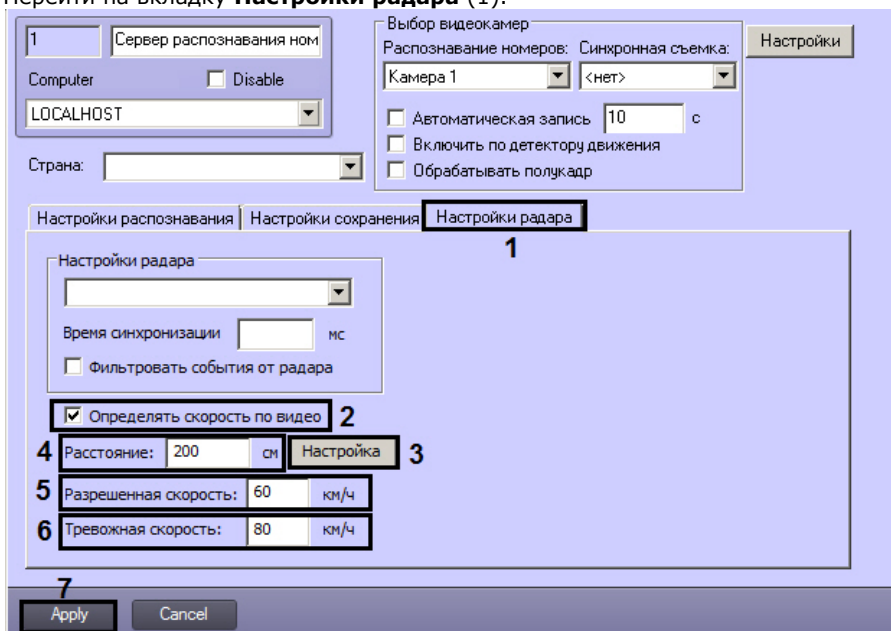 Перейти на вкладку Настройки радара (1).
1
Сервер распознавания ном
Computer
Disable
LOCALHOST
Страна:
Выбор видеокамер
Распознавание номеров: Синхронная съемка:
Камера 1
<нет>
Настройки
Автоматическая запись 10 с
Включить по детектору движения
Обрабатывать полукадр
Настройки распознавания Настройки сохранения Настройки радара
1
Настройки радара
Время синхронизации мс
Фильтровать события от радара
Определять скорость по видео 2
4 Расстояние: 200 см Настройка 3
5 Разрешенная скорость: 60 км/ч
6 Тревожная скорость: 80 км/ч
7
Apply Cancel